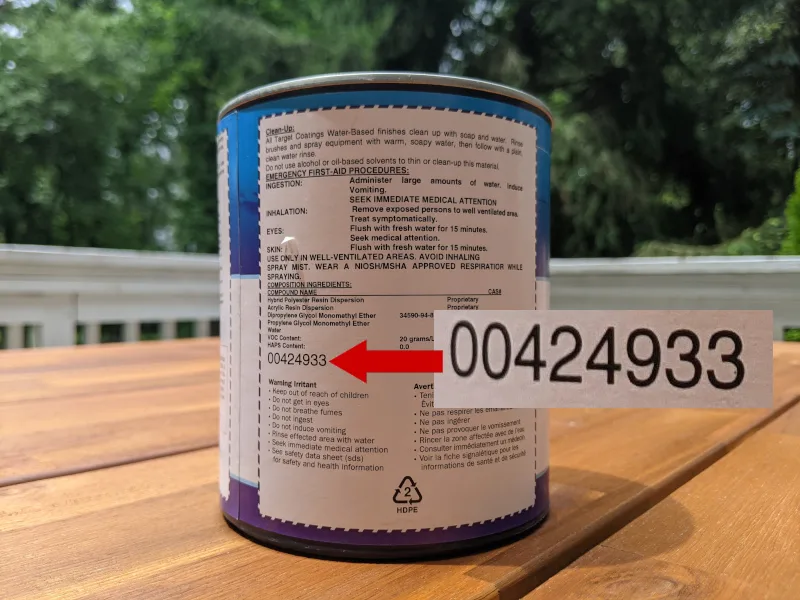 Clean-Up:
All Target Coatings Water-Based finishes clean up with soap and water. Rinse
brushes and spray equipment with warm, soapy water, then follow with a plain,
clean water rinse.
Do not use alcohol or oil-based solvents to thin or clean-up this material.
EMERGENCY FIRST-AID PROCEDURES:
INGESTION: Administer large amounts of water. Induce
Vomiting.
SEEK IMMEDIATE MEDICAL ATTENTION
INHALATION: Remove exposed persons to well ventilated area.
Treat symptomatically.
EYES: Flush with fresh water for 15 minutes.
Seek medical attention.
SKIN: Flush with fresh water for 15 minutes.
USE ONLY IN WELL-VENTILATED AREAS. AVOID INHALING
SPRAY MIST. WEAR A NIOSH/MSHA APPROVED RESPIRATIOR WHILE
SPRAYING.
COMPOSITION INGREDIENTS:
COMPOUND NAME CAS#
Hybrid Polyester Resin Dispersion Proprietary
Acrylic Resin Dispersion Proprietary
Dipropylene Glycol Monomethyl Ether 34590-94-8
Propylene Glycol Monomethyl Ether
Water
VOC Content: 20 grams/L
HAPS Content: 0.0
00424933
00424933
Warning Irritant
• Keep out of reach of children
• Do not get in eyes
• Do not breathe fumes
• Do not ingest
• Do not induce vomiting
• Rinse effected area with water
• Seek immediate medical attention
• See safety data sheet (sds)
for safety and health information
• Ne pas respirer les
• Ne pas ingérer
• Ne pas provoquer le vomissement
• Rincer la zone affectée avec de l'eau
• Consulter immédiatement un médecin
• Voir la fiche signalétique pour les
informations de santé et de sécurité
2
HDPE